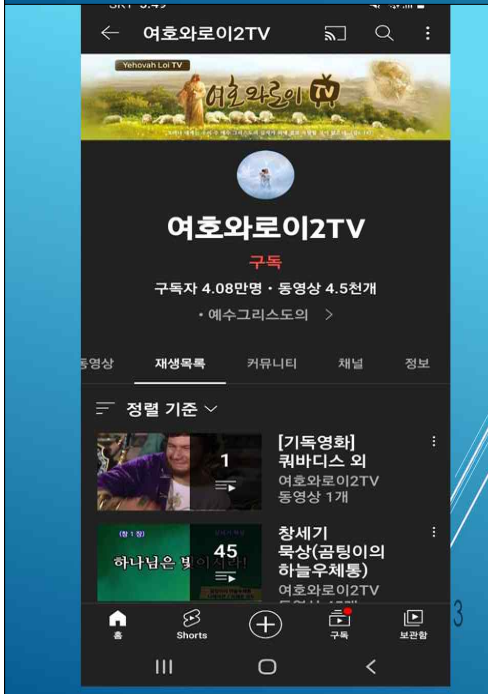 SKT 5:49
여호와로이2TV
Yehovah Loi TV
여호와로이 TV
여호와로이2TV
구독
구독자 4.08만명 • 동영상 4.5천개
• 예수그리스도의
동영상 재생목록 커뮤니티 채널 정보
정렬 기준
1
[기독영화]
쿼바디스 외
여호와로이2TV
동영상 1개
(창 1 장)
하나님은 빛이시라!
45
창세기
묵상(곰팅이의
하늘우체통)
여호와로이2TV
홈 Shorts 구독 보관함
3